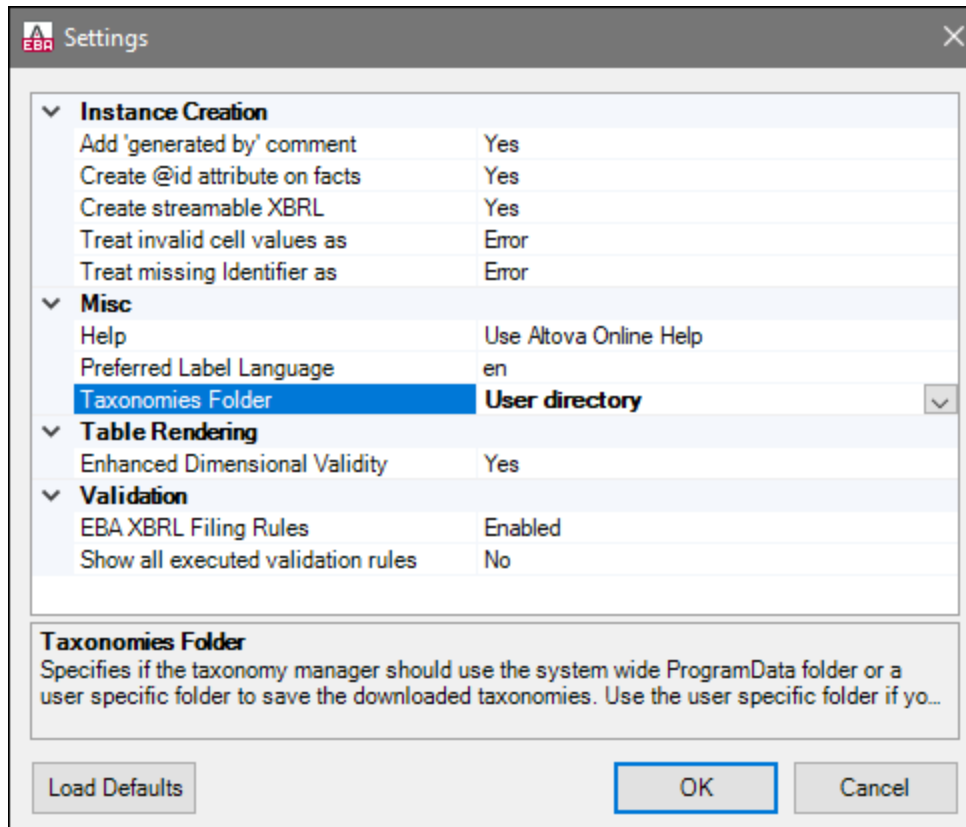 A
EBA
Settings
Instance Creation
Add 'generated by' comment Yes
Create @id attribute on facts Yes
Create streamable XBRL Yes
Treat invalid cell values as Error
Treat missing Identifier as Error
Misc
Help Use Altova Online Help
Preferred Label Language en
Taxonomies Folder User directory
Table Rendering
Enhanced Dimensional Validity Yes
Validation
EBA XBRL Filing Rules Enabled
Show all executed validation rules No
Taxonomies Folder
Specifies if the taxonomy manager should use the system wide ProgramData folder or a
user specific folder to save the downloaded taxonomies. Use the user specific folder if yo...
Load Defaults OK Cancel